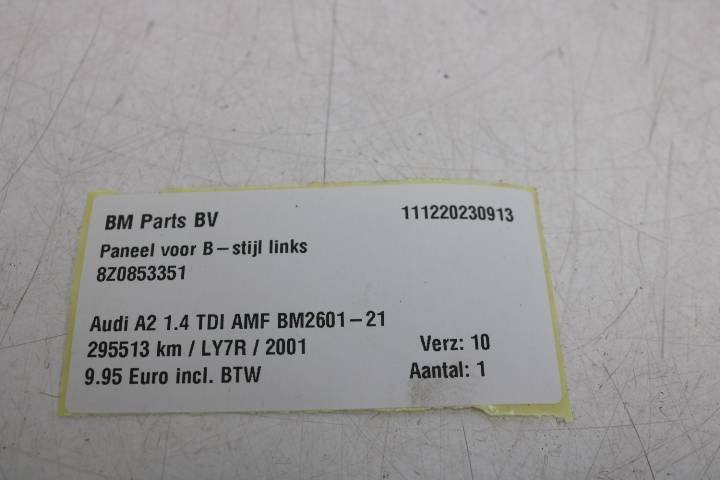 BM Parts BV 111220230913
Paneel voor B-stijl links
8Z0853351
Audi A2 1.4 TDI AMF BM2601-21
295513 km / LY7R / 2001 Verz: 10
9.95 Euro incl. BTW Aantal: 1